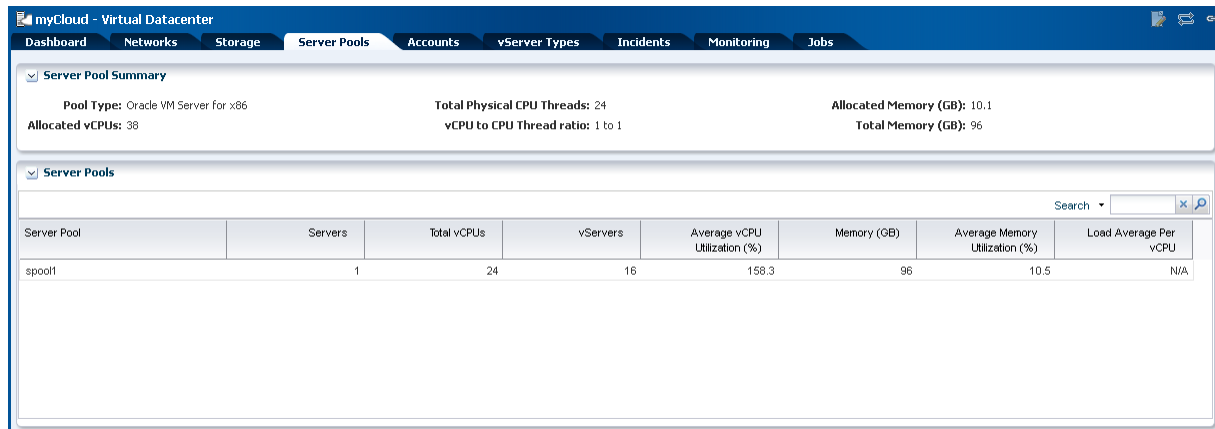 myCloud - Virtual Datacenter
Dashboard Networks Storage Server Pools Accounts vServer Types Incidents Monitoring Jobs
Server Pool Summary
Pool Type: Oracle VM Server for x86 Total Physical CPU Threads: 24 Allocated Memory (GB): 10.1
Allocated vCPUs: 38 vCPU to CPU Thread ratio: 1 to 1 Total Memory (GB): 96
Server Pools
Search
Server Pool Servers Total vCPUs vServers Average vCPU Utilization (%) Memory (GB) Average Memory Utilization (%) Load Average Per vCPU
spool1 1 24 16 158.3 96 10.5 N/A